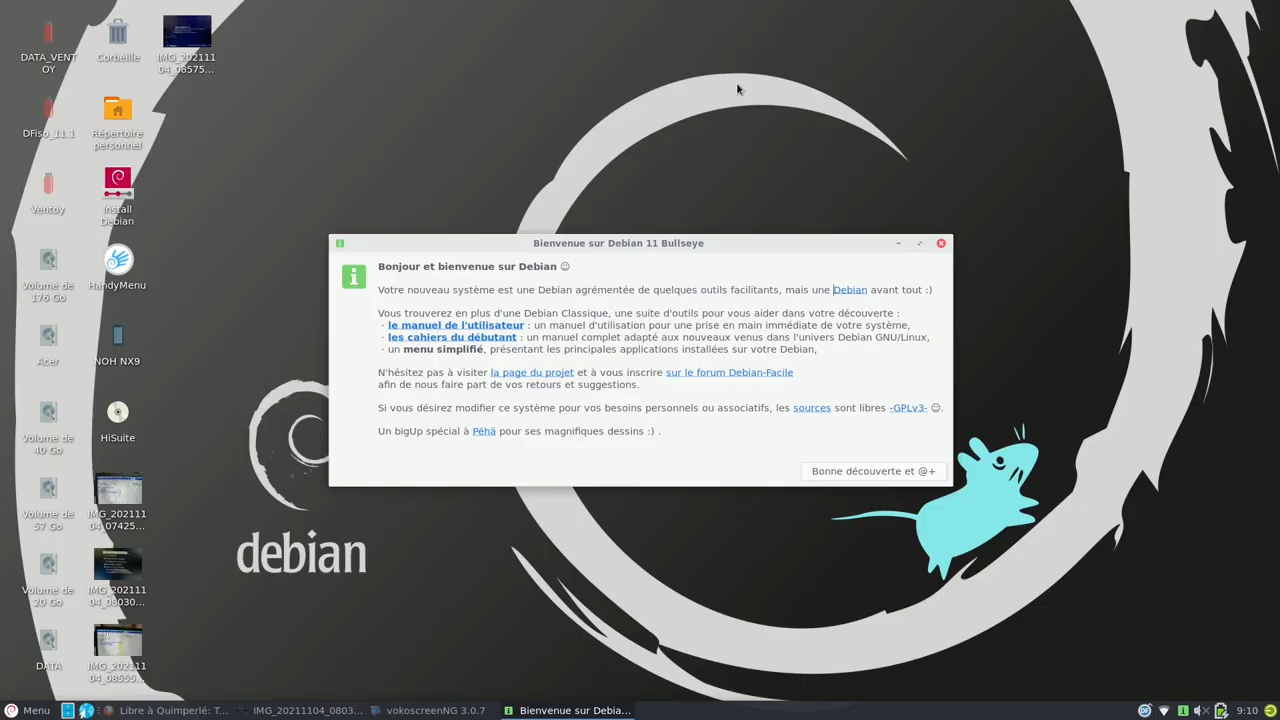 DATA_VENT
OY
Corbeille
IMG_202111
04_08575...
DFiso_11.1
Répertoire
personnel
Ventoy
Install
Debian
Volume de
176 Go
HandyMenu
Acer
NOH NX9
Volume de
40 Go
HiSuite
Volume de
57 Go
IMG_202111
04_07425...
Volume de
20 Go
IMG_202111
04_08030...
DATA
IMG_202111
04_08555...
Bienvenue sur Debian 11 Bullseye
Bonjour et bienvenue sur Debian ☺
Votre nouveau système est une Debian agrémentée de quelques outils facilitants, mais une Debian avant tout :)
Vous trouverez en plus d'une Debian Classique, une suite d'outils pour vous aider dans votre découverte :
· le manuel de l'utilisateur : un manuel d'utilisation pour une prise en main immédiate de votre système,
· les cahiers du débutant : un manuel complet adapté aux nouveaux venus dans l'univers Debian GNU/Linux,
· un menu simplifié, présentant les principales applications installées sur votre Debian,
N'hésitez pas à visiter la page du projet et à vous inscrire sur le forum Debian-Facile
afin de nous faire part de vos retours et suggestions.
Si vous désirez modifier ce système pour vos besoins personnels ou associatifs, les sources sont libres -GPLv3- ☺.
Un bigUp spécial à Péhä pour ses magnifiques dessins :) .
Bonne découverte et @+
debian
Menu
Libre à Quimperlé: T...
IMG_20211104_0803...
vokoscreenNG 3.0.7
Bienvenue sur Debia...
DF
9:10